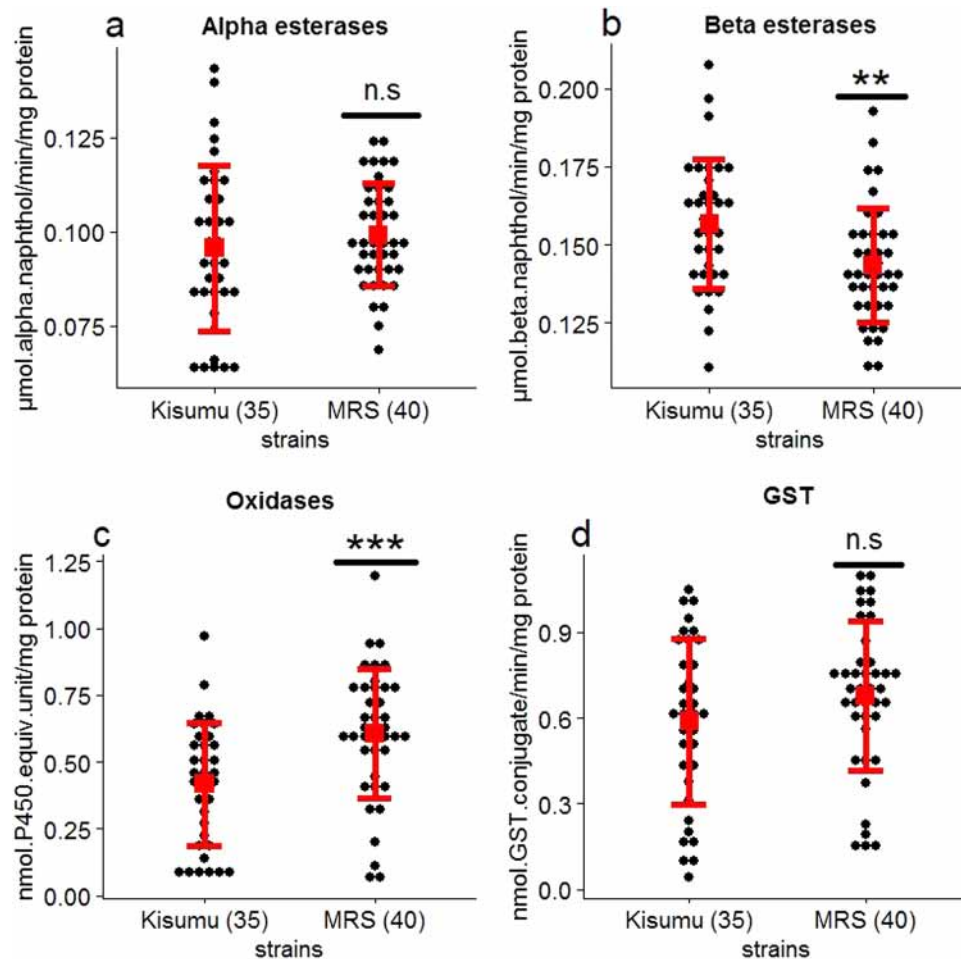 a
Alpha esterases
n.s
0.125
0.100
0.075
μmol.alpha.naphthol/min/mg protein
Kisumu (35) MRS (40)
strains
b
Beta esterases
**
0.200
0.175
0.150
0.125
μmol.beta.naphthol/min/mg protein
Kisumu (35) MRS (40)
strains
c
Oxidases
***
1.25
1.00
0.75
0.50
0.25
0.00
nmol.P450.equiv.unit/mg protein
Kisumu (35) MRS (40)
strains
d
GST
n.s
0.9
0.6
0.3
0.0
nmol.GST.conjugate/min/mg protein
Kisumu (35) MRS (40)
strains